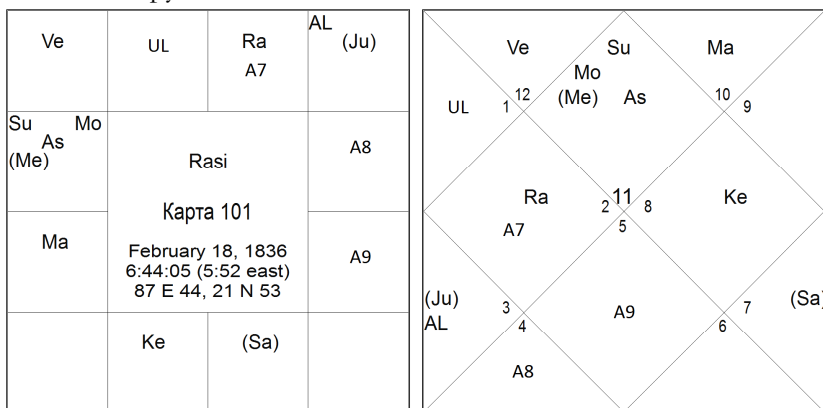 Ve UL Ra AL (Ju)
A7
Su Mo
As
(Me)
A8
Rasi
Карта 101
February 18, 1836
6:44:05 (5:52 east)
87 E 44, 21 N 53
Ma
A9
Ke (Sa)
Ve Su Ma
Mo
(Me) As
UL 1 12 10 9
Ra 2 11 8 Ke
A7 5
(Ju) 3 A9 7 (Sa)
AL 4 6
A8